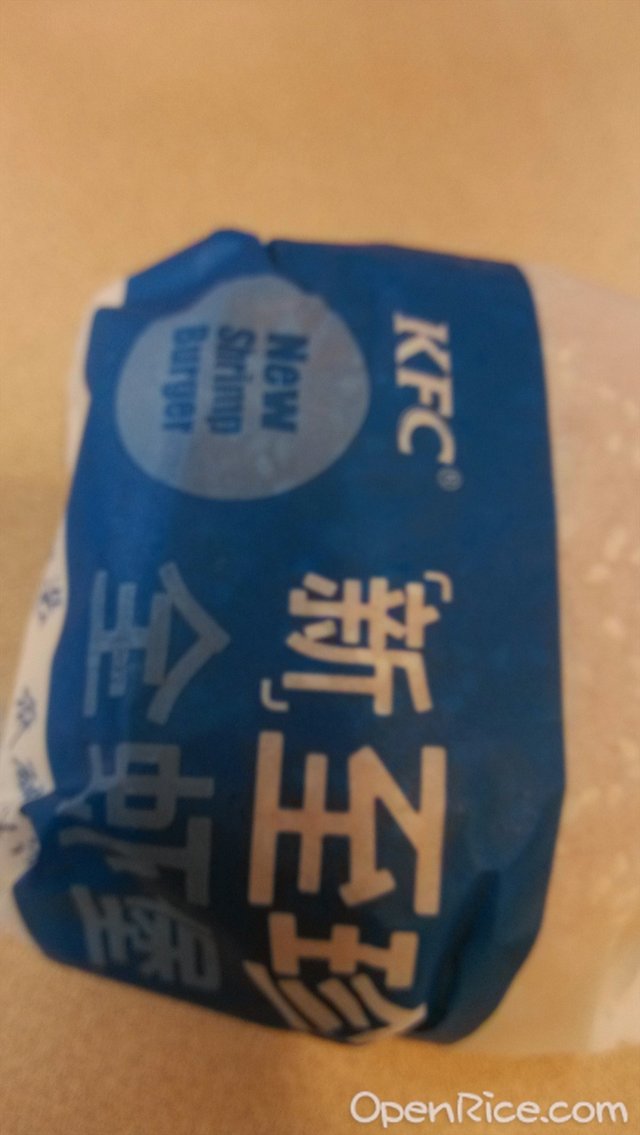 KFC®
New
Shrimp
Burger
「新」至珍
全蝦堡
OpenRice.com